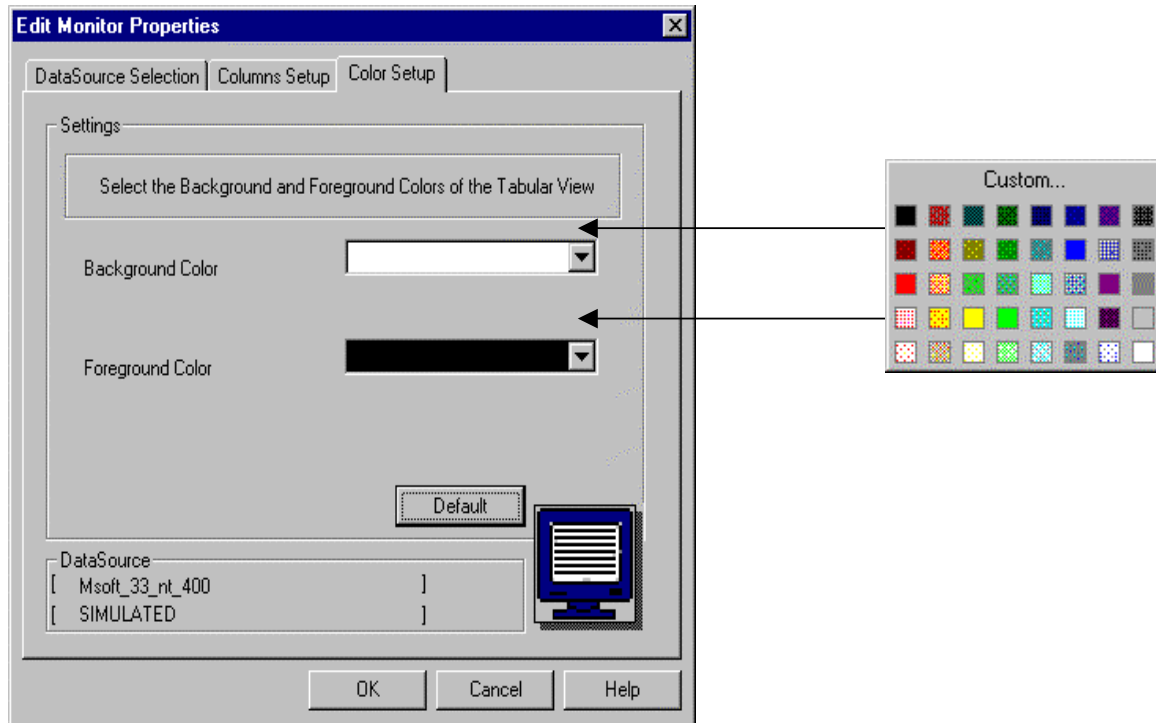 Edit Monitor Properties
DataSource Selection Columns Setup Color Setup
Settings
Select the Background and Foreground Colors of the Tabular View
Custom...
Background Color
Foreground Color
Default
DataSource
[ Msoft_33_nt_400 ]
[ SIMULATED ]
OK Cancel Help